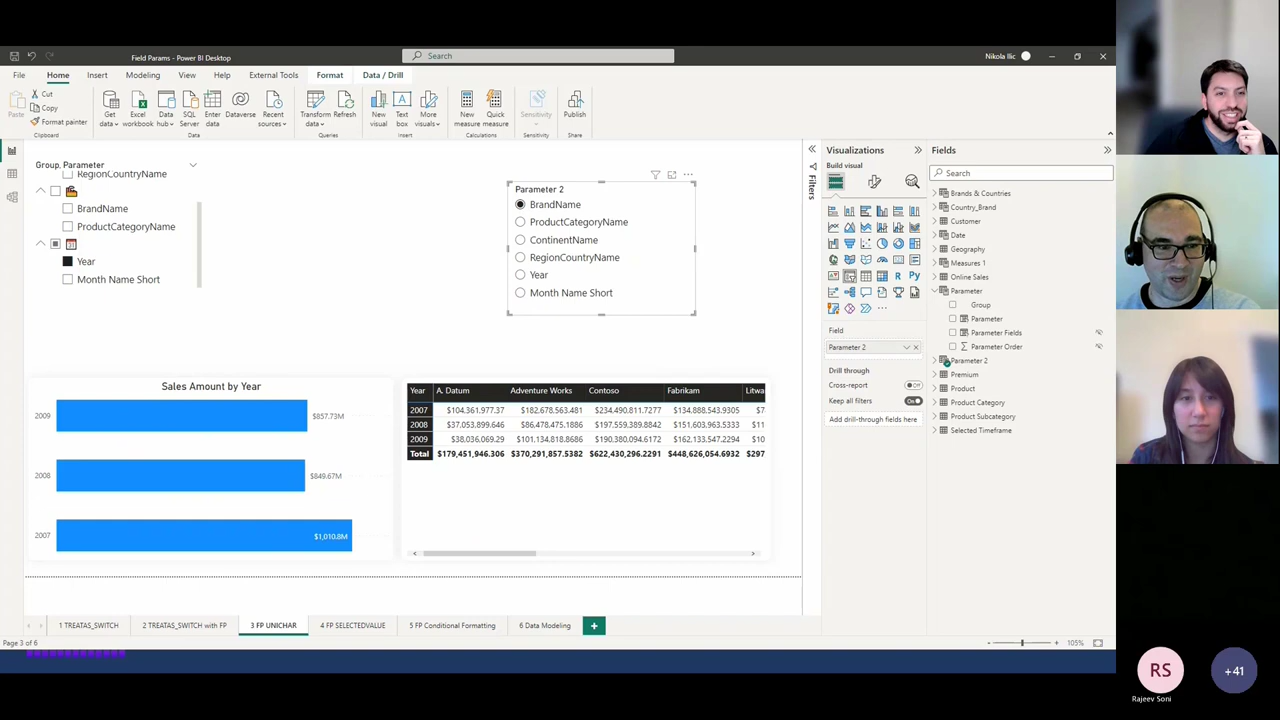 Field Params - Power BI Desktop
Search
Nikola Ilic
File Home Insert Modeling View Help External Tools Format Data / Drill
Paste
Cut
Copy
Format painter
Get data
Excel workbook
Data hub
SQL Server
Enter data
Dataverse
Recent sources
Transform data
Refresh
New visual
Text box
More visuals
New measure
Quick measure
Sensitivity
Publish
Clipboard Data Queries Insert Calculations Sensitivity Share
Group, Parameter
RegionCountryName
BrandName
ProductCategoryName
Year
Month Name Short
Parameter 2
BrandName
ProductCategoryName
ContinentName
RegionCountryName
Year
Month Name Short
Sales Amount by Year
2009 $857.73M
2008 $849.67M
2007 $1,010.8M
Year A. Datum Adventure Works Contoso Fabrikam Litwa
2007 $104,361,977.37 $182,678,563.481 $234,490,811.7277 $134,888,543.9305 $7
2008 $37,053,899.646 $86,478,475.1886 $197,559,389.8842 $151,603,963.5333 $11
2009 $38,036,069.29 $101,134,818.8686 $190,380,094.6172 $162,133,547.2294 $10
Total $179,451,946.306 $370,291,857.5382 $622,430,296.2291 $448,626,054.6932 $297
Filters
Visualizations
Build visual
Field
Parameter 2
Drill through
Cross-report
Off
Keep all filters
On
Add drill-through fields here
Fields
Search
Brands & Countries
Country_Brand
Customer
Date
Geography
Measures 1
Online Sales
Parameter
Group
Parameter
Parameter Fields
Parameter Order
Parameter 2
Premium
Product
Product Category
Product Subcategory
Selected Timeframe
1 TREATAS_SWITCH 2 TREATAS_SWITCH with FP 3 FP UNICHAR 4 FP SELECTEDVALUE 5 FP Conditional Formatting 6 Data Modeling
Page 3 of 6
105%
RS
Rajeev Soni
+41